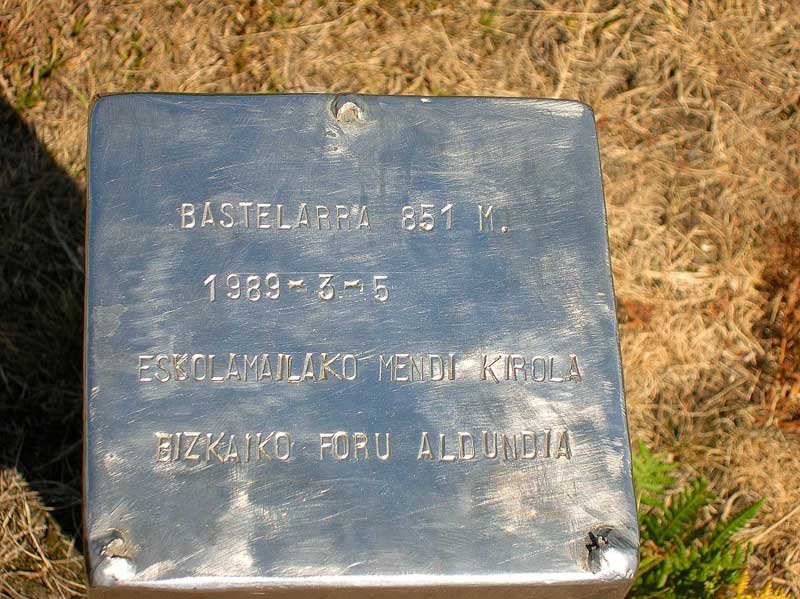 BASTELARRA 851 M.
1989-3-5
ESKOLAMAILAKO MENDI KIROLA
BIZKAIKO FORU ALDUNDIA